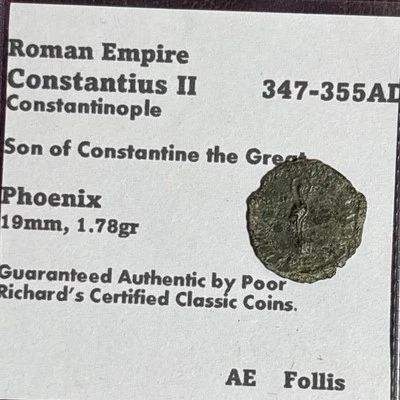 Roman Empire
Constantius II 347-355AD
Constantinople
Son of Constantine the Great
Phoenix
19mm, 1.78gr
Guaranteed Authentic by Poor
Richard's Certified Classic Coins.
AE Follis